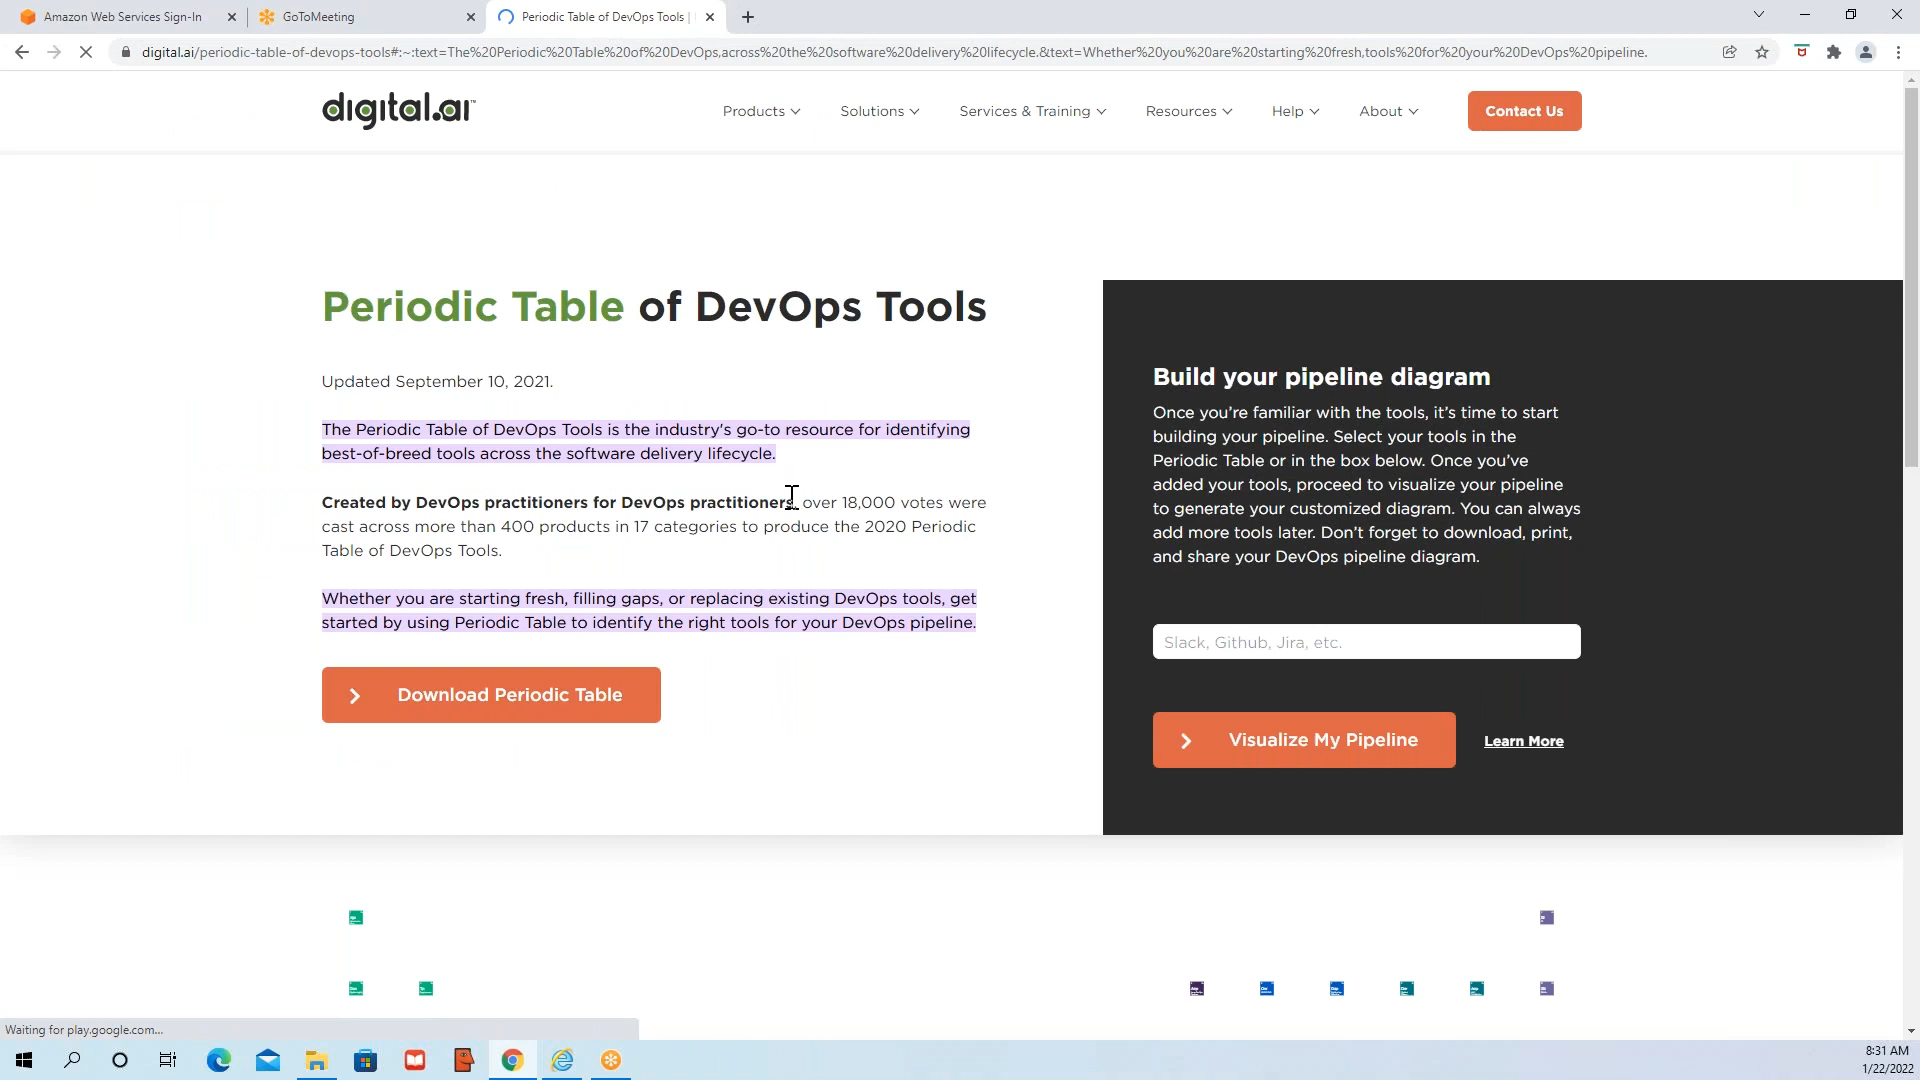 Amazon Web Services Sign-In
GoToMeeting
Periodic Table of DevOps Tools |
digital.ai/periodic-table-of-devops-tools#:~:text=The%20Periodic%20Table%20of%20DevOps,across%20the%20software%20delivery%20lifecycle.&text=Whether%20you%20are%20starting%20fresh,tools%20for%20your%20DevOps%20pipeline.
digital.ai™
Products
Solutions
Services & Training
Resources
Help
About
Contact Us
Periodic Table of DevOps Tools
Updated September 10, 2021.
The Periodic Table of DevOps Tools is the industry's go-to resource for identifying
best-of-breed tools across the software delivery lifecycle.
Created by DevOps practitioners for DevOps practitioners, over 18,000 votes were
cast across more than 400 products in 17 categories to produce the 2020 Periodic
Table of DevOps Tools.
Whether you are starting fresh, filling gaps, or replacing existing DevOps tools, get
started by using Periodic Table to identify the right tools for your DevOps pipeline.
Download Periodic Table
Build your pipeline diagram
Once you're familiar with the tools, it's time to start
building your pipeline. Select your tools in the
Periodic Table or in the box below. Once you've
added your tools, proceed to visualize your pipeline
to generate your customized diagram. You can always
add more tools later. Don't forget to download, print,
and share your DevOps pipeline diagram.
Slack, Github, Jira, etc.
Visualize My Pipeline
Learn More
Waiting for play.google.com...
8:31 AM
1/22/2022